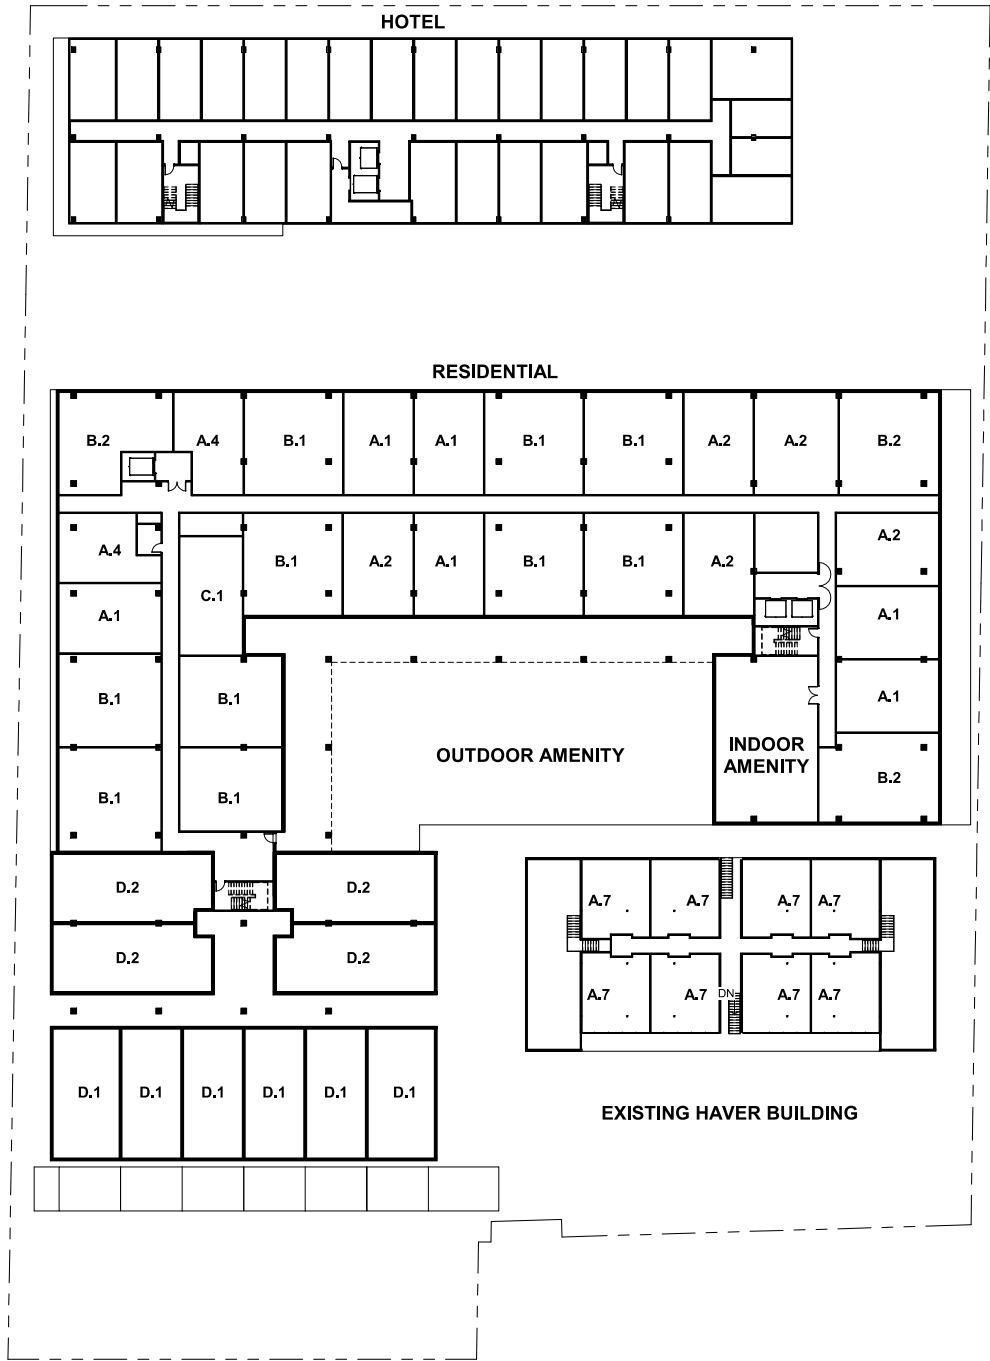 HOTEL
RESIDENTIAL
B.2 A.4 B.1 A.1 A.1 B.1 B.1 A.2 A.2 B.2
A.4 B.1 A.2 A.1 B.1 B.1 A.2 A.2
C.1
A.1 A.1
B.1 B.1 A.1
OUTDOOR AMENITY
INDOOR
AMENITY
B.1 B.1 B.2
D.2 D.2
A.7 A.7 A.7 A.7
D.2 D.2
A.7 A.7 DN A.7 A.7
D.1 D.1 D.1 D.1 D.1 D.1
EXISTING HAVER BUILDING